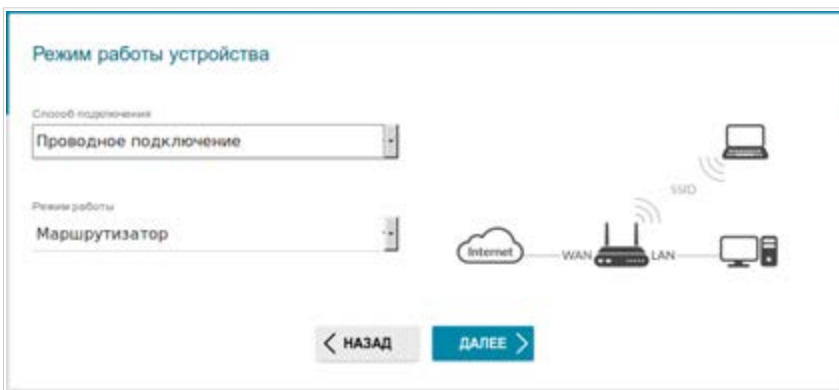 Режим работы устройства
Способ подключения
Проводное подключение
SSID
Режим работы
Маршрутизатор
Internet
WAN
LAN
НАЗАД
ДАЛЕЕ